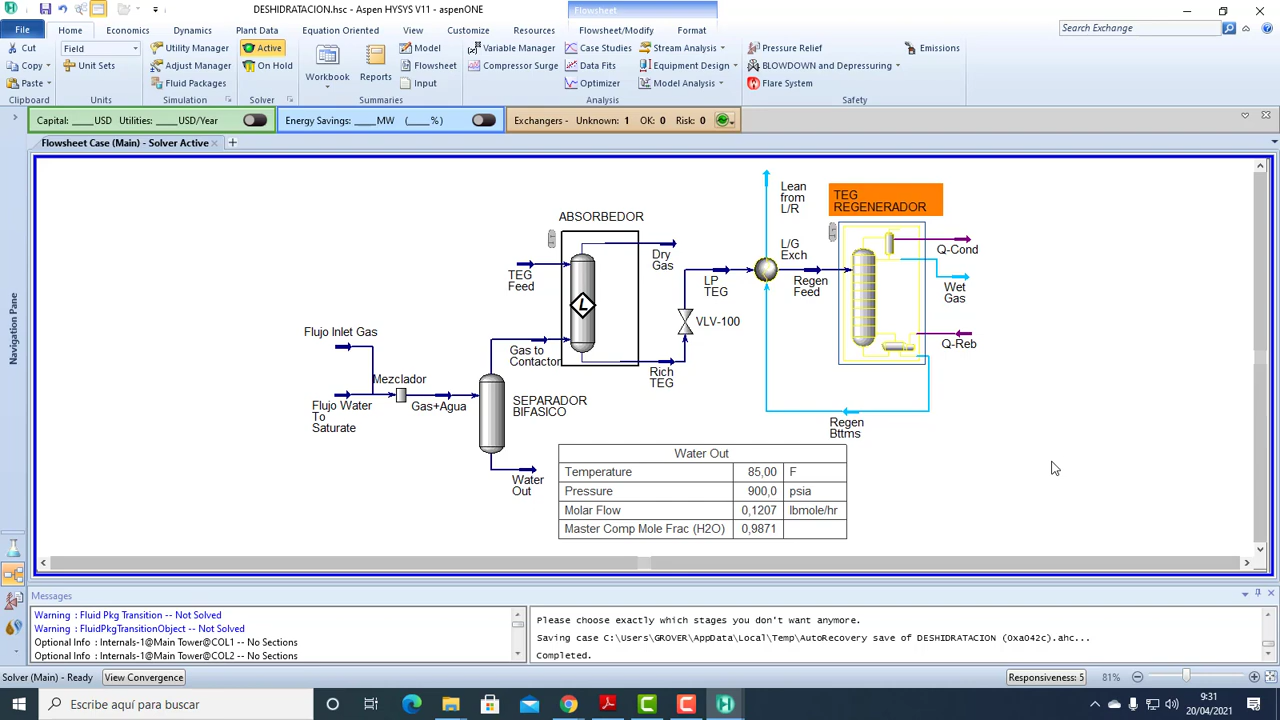 DESHIDRATACION.hsc - Aspen HYSYS V11 - aspenONE
Flowsheet
File Home Economics Dynamics Plant Data Equation Oriented View Customize Resources Flowsheet/Modify Format Search Exchange
Cut Field Utility Manager Active Model Variable Manager Case Studies Stream Analysis Pressure Relief Emissions
Copy Unit Sets Adjust Manager On Hold Workbook Reports Flowsheet Compressor Surge Data Fits Equipment Design BLOWDOWN and Depressuring
Paste Fluid Packages Input Optimizer Model Analysis Flare System
Clipboard Units Simulation Solver Summaries Analysis Safety
Capital: ____USD Utilities: ____USD/Year Energy Savings: ____MW (____%) Exchangers - Unknown: 1 OK: 0 Risk: 0
Flowsheet Case (Main) - Solver Active
Navigation Pane
Lean
from
L/R
TEG
REGENERADOR
ABSORBEDOR
Dry
Gas
TEG
Feed
L
L/G
Exch
Q-Cond
LP
TEG
Regen
Feed
Wet
Gas
VLV-100
Flujo Inlet Gas
Q-Reb
Gas to
Contactor
Rich
TEG
Mezclador
Flujo Water
To
Saturate
Gas+Agua
SEPARADOR
BIFASICO
Regen
Bttms
Water
Out
Water Out
Temperature 85,00 F
Pressure 900,0 psia
Molar Flow 0,1207 lbmole/hr
Master Comp Mole Frac (H2O) 0,9871
Messages
Warning : Fluid Pkg Transition -- Not Solved
Warning : FluidPkgTransitionObject -- Not Solved
Optional Info : Internals-1@Main Tower@COL1 -- No Sections
Optional Info : Internals-1@Main Tower@COL2 -- No Sections
Please choose exactly which stages you don't want anymore.
Saving case C:\Users\GROVER\AppData\Local\Temp\AutoRecovery save of DESHIDRATACION (0xa042c).ahc...
Completed.
Solver (Main) - Ready View Convergence Responsiveness: 5 81%
Escribe aquí para buscar
9:31
20/04/2021